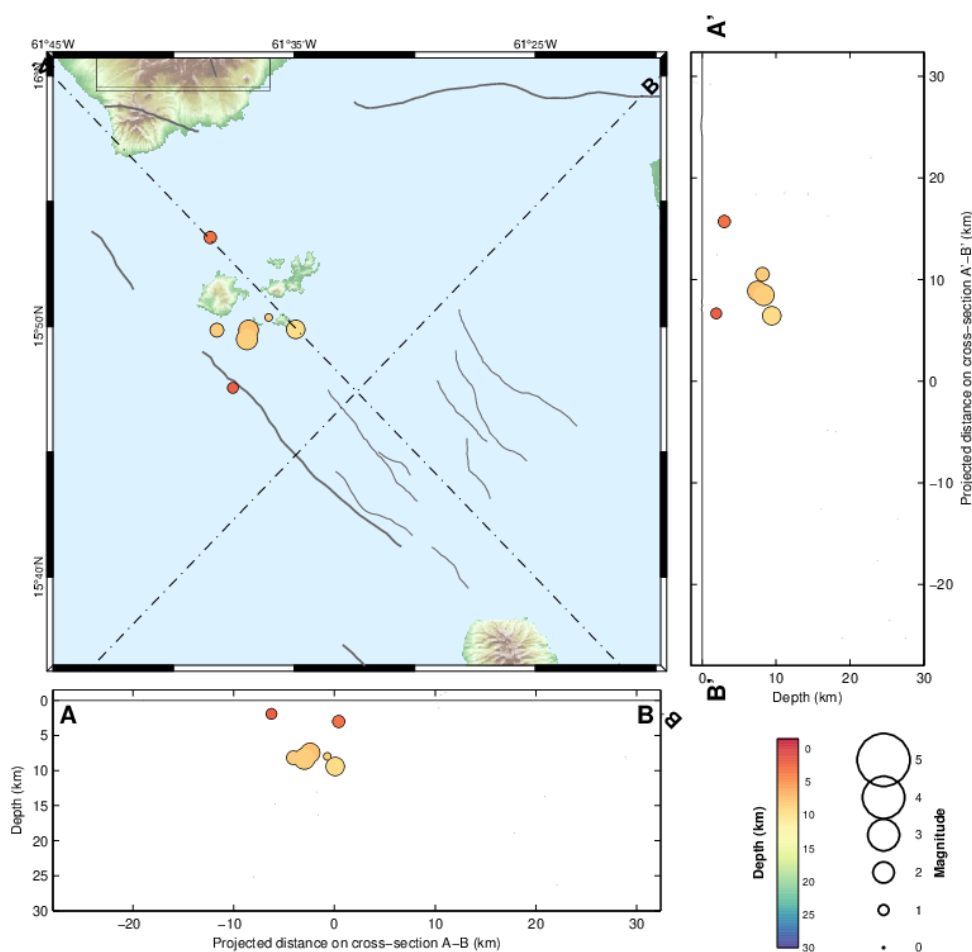 61°45'W 61°35'W 61°25'W
A'
B
15°50'N
15°40'N
30
20
10
0
−10
−20
Projected distance on cross−section A'−B' (km)
0 10 20 30
Depth (km)
B'
A
B
B
0
5
10
15
20
25
30
Depth (km)
−20 −10 0 10 20 30
Projected distance on cross−section A−B (km)
Depth (km)
0
5
10
15
20
25
30
5
4
3
2
1
0
Magnitude